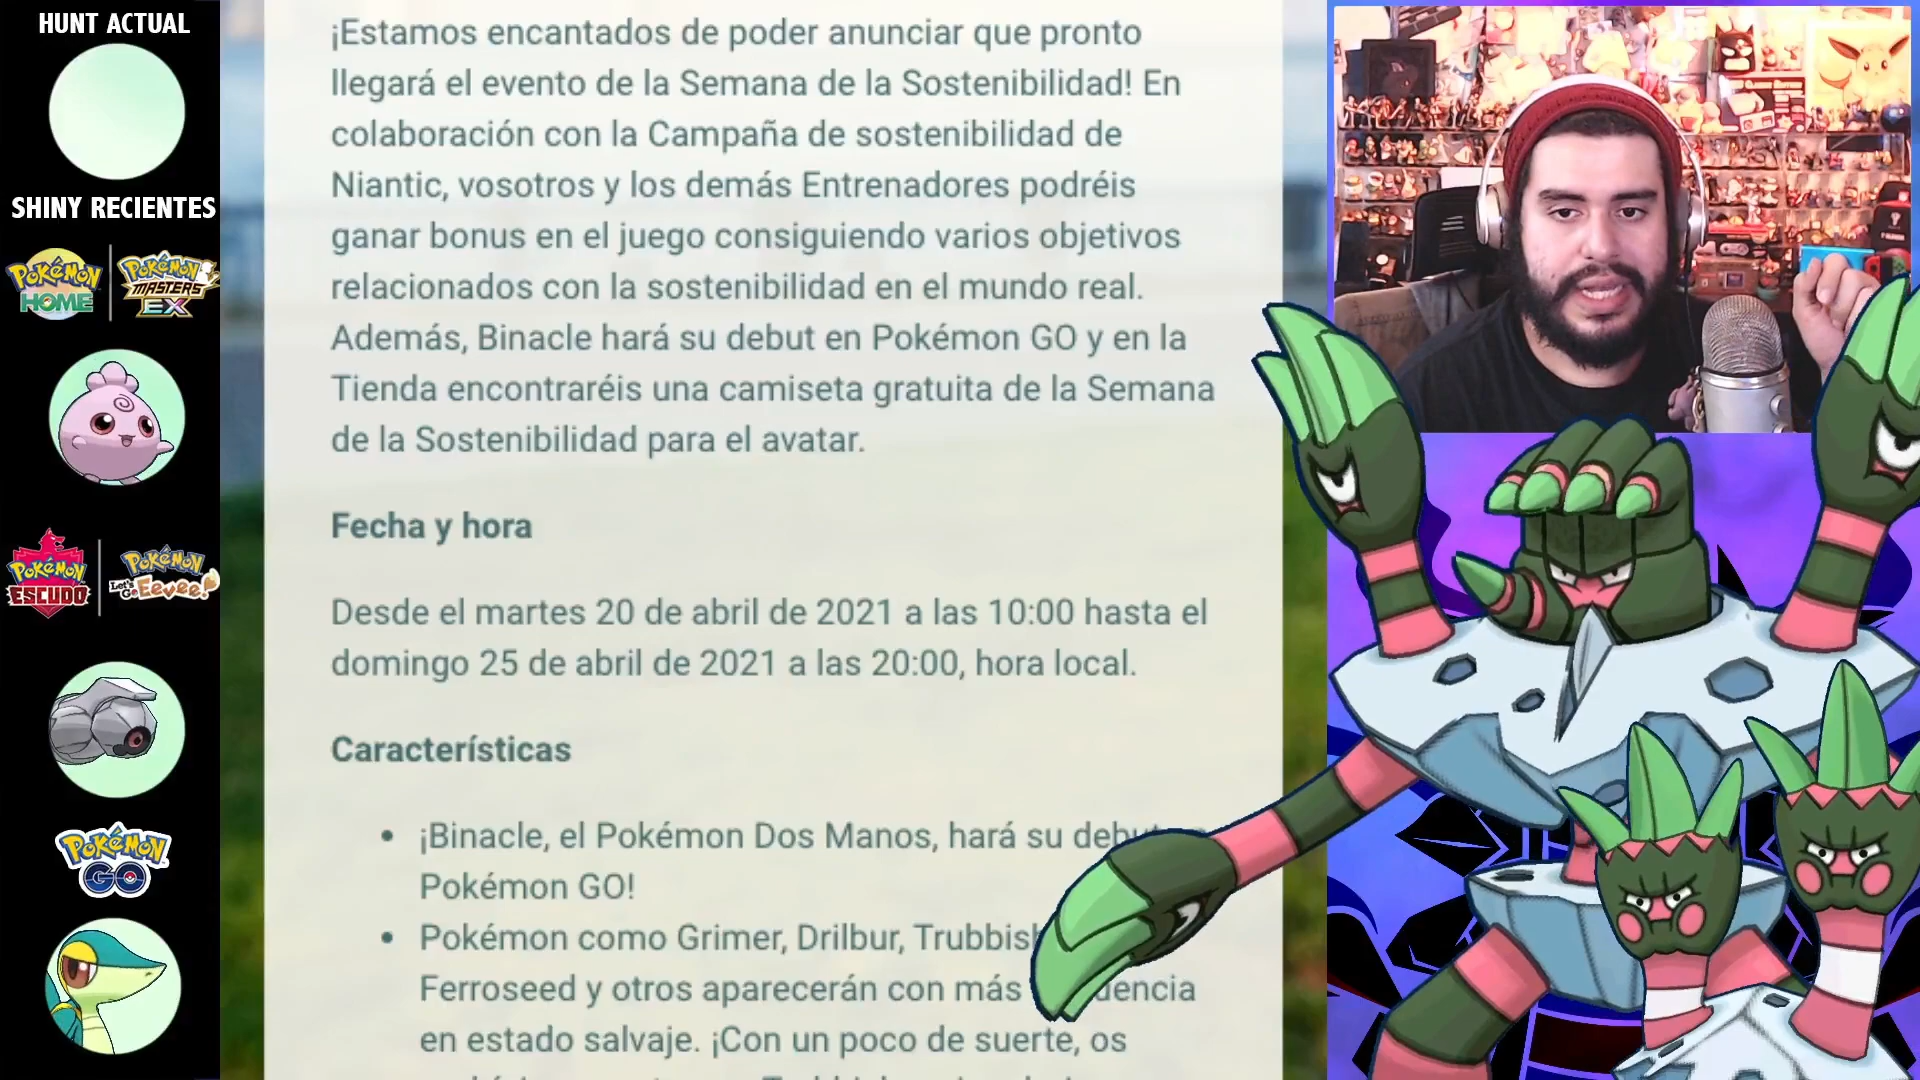 HUNT ACTUAL
SHINY RECIENTES
POKÉMON
HOME
POKÉMON
MASTERS
EX
POKÉMON
ESCUDO
POKÉMON
Let's Go Eevee!
POKÉMON
GO
¡Estamos encantados de poder anunciar que pronto
llegará el evento de la Semana de la Sostenibilidad! En
colaboración con la Campaña de sostenibilidad de
Niantic, vosotros y los demás Entrenadores podréis
ganar bonus en el juego consiguiendo varios objetivos
relacionados con la sostenibilidad en el mundo real.
Además, Binacle hará su debut en Pokémon GO y en la
Tienda encontraréis una camiseta gratuita de la Semana
de la Sostenibilidad para el avatar.
Fecha y hora
Desde el martes 20 de abril de 2021 a las 10:00 hasta el
domingo 25 de abril de 2021 a las 20:00, hora local.
Características
• ¡Binacle, el Pokémon Dos Manos, hará su
Pokémon GO!
• Pokémon como Grimer, Drilbur,
Ferroseed y otros aparecerán con más
en estado salvaje. ¡Con un poco de suerte, os